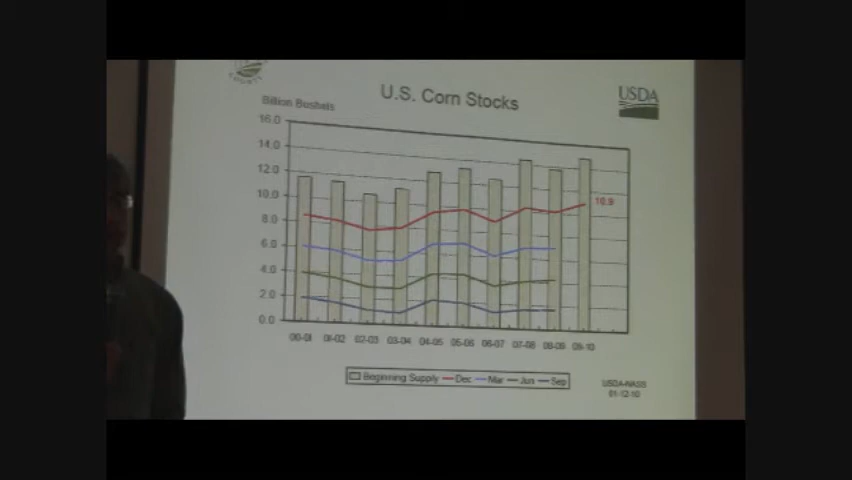 COUNTY
U.S. Corn Stocks
USDA
Billion Bushels
16.0
14.0
12.0
10.0
8.0
6.0
4.0
2.0
0.0
10.9
00-01 01-02 02-03 03-04 04-05 05-06 06-07 07-08 08-09 09-10
Beginning Supply Dec Mar Jun Sep
USDA-NASS
01-12-10